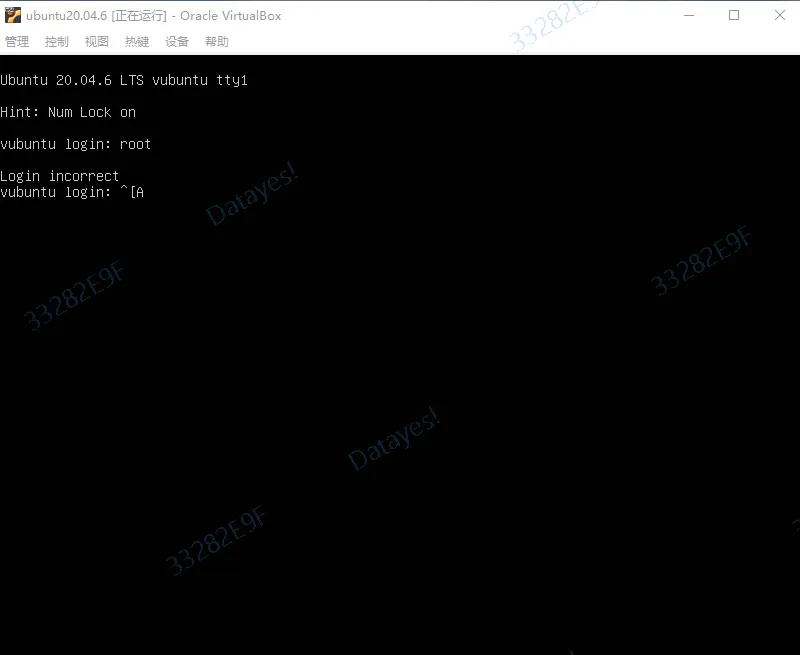 ubuntu20.04.6 [正在运行] - Oracle VirtualBox
管理 控制 视图 热键 设备 帮助
33282E9F
Ubuntu 20.04.6 LTS vubuntu tty1
Hint: Num Lock on
vubuntu login: root
Login incorrect
vubuntu login: ^[[A
Datayes!
33282E9F
33282E9F
Datayes!
33282E9F